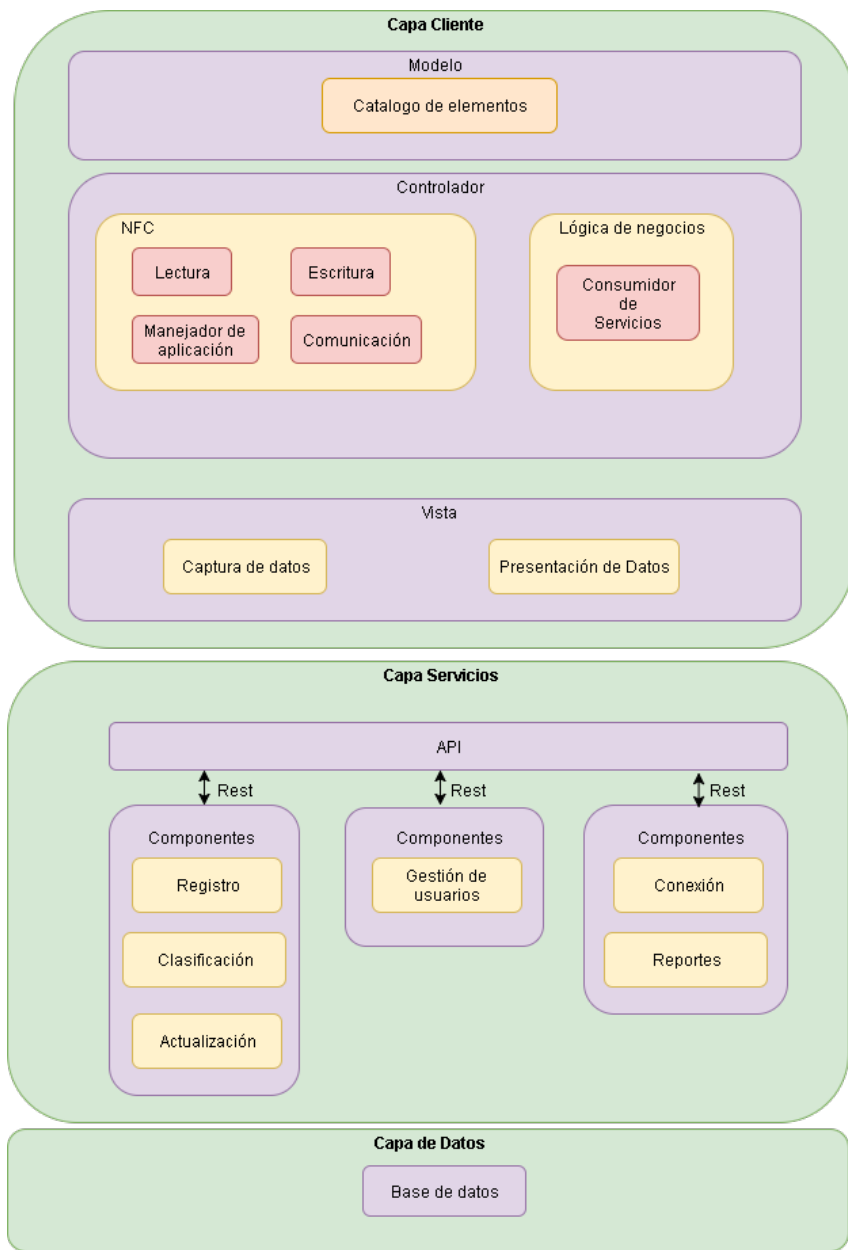 Capa Cliente
Modelo
Catalogo de elementos
Controlador
NFC
Lectura
Escritura
Manejador de
aplicación
Comunicación
Lógica de negocios
Consumidor
de
Servicios
Vista
Captura de datos
Presentación de Datos
Capa Servicios
API
Rest
Rest
Rest
Componentes
Registro
Clasificación
Actualización
Componentes
Gestión de
usuarios
Componentes
Conexión
Reportes
Capa de Datos
Base de datos